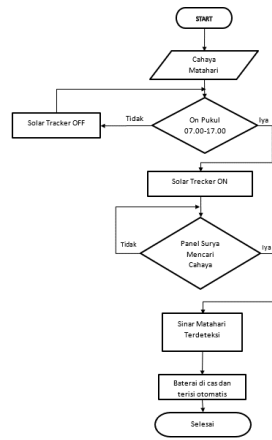 START
Cahaya
Matahari
On Pukul
07.00-17.00
Tidak
Iya
Solar Tracker OFF
Solar Trecker ON
Panel Surya
Mencari
Cahaya
Tidak
Iya
Sinar Matahari
Terdeteksi
Baterai di cas dan
terisi otomatis
Selesai